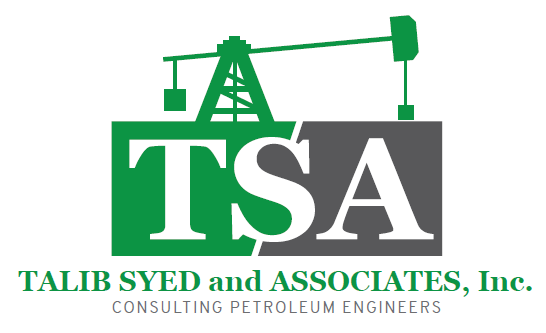 TSA
TALIB SYED and ASSOCIATES, Inc.
CONSULTING PETROLEUM ENGINEERS